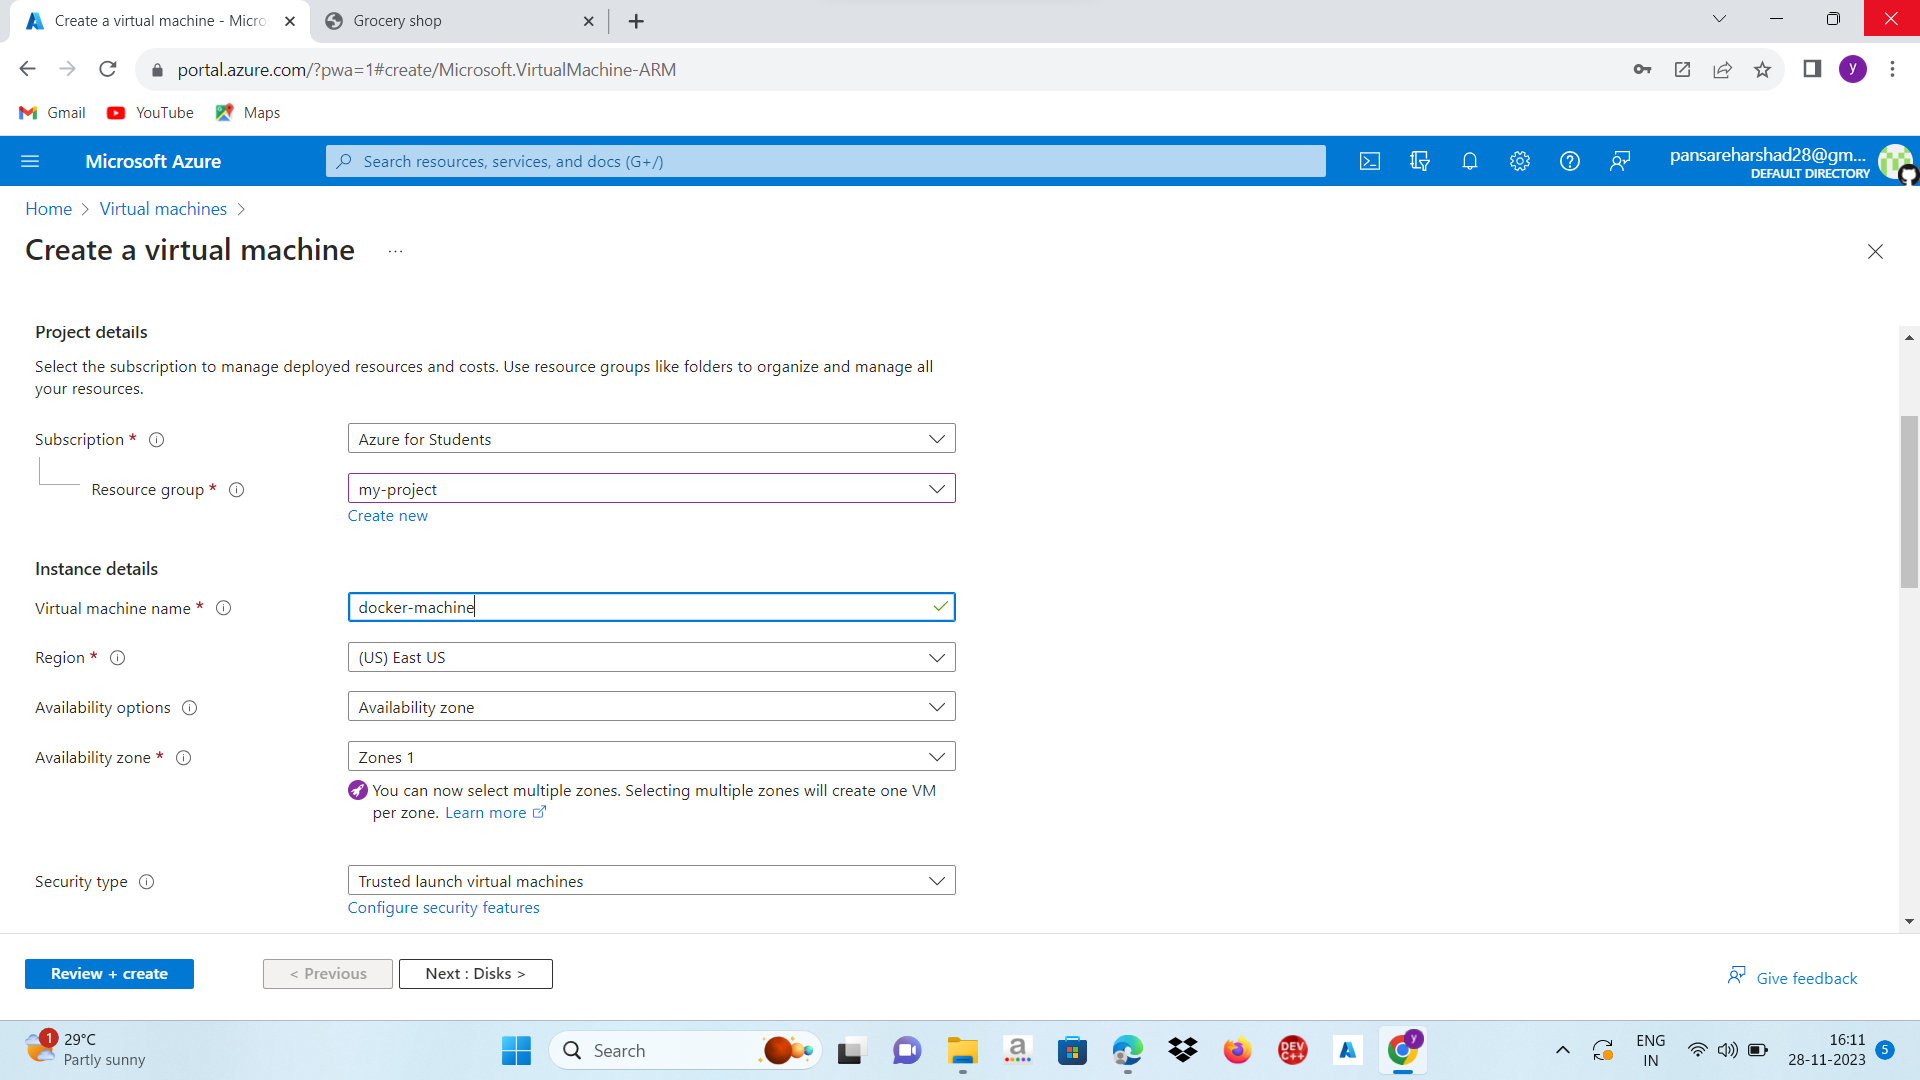 Create a virtual machine - Micro
Grocery shop
portal.azure.com/?pwa=1#create/Microsoft.VirtualMachine-ARM
y
Gmail
YouTube
Maps
Microsoft Azure
Search resources, services, and docs (G+/)
pansareharshad28@gm...
DEFAULT DIRECTORY
Home > Virtual machines >
Create a virtual machine ...
Project details
Select the subscription to manage deployed resources and costs. Use resource groups like folders to organize and manage all
your resources.
Subscription *
Azure for Students
Resource group *
my-project
Create new
Instance details
Virtual machine name *
docker-machine
Region *
(US) East US
Availability options
Availability zone
Availability zone *
Zones 1
You can now select multiple zones. Selecting multiple zones will create one VM
per zone. Learn more
Security type
Trusted launch virtual machines
Configure security features
Review + create
< Previous
Next : Disks >
Give feedback
1
29°C
Partly sunny
Search
a
DEV
C++
y
ENG
IN
16:11
28-11-2023
5